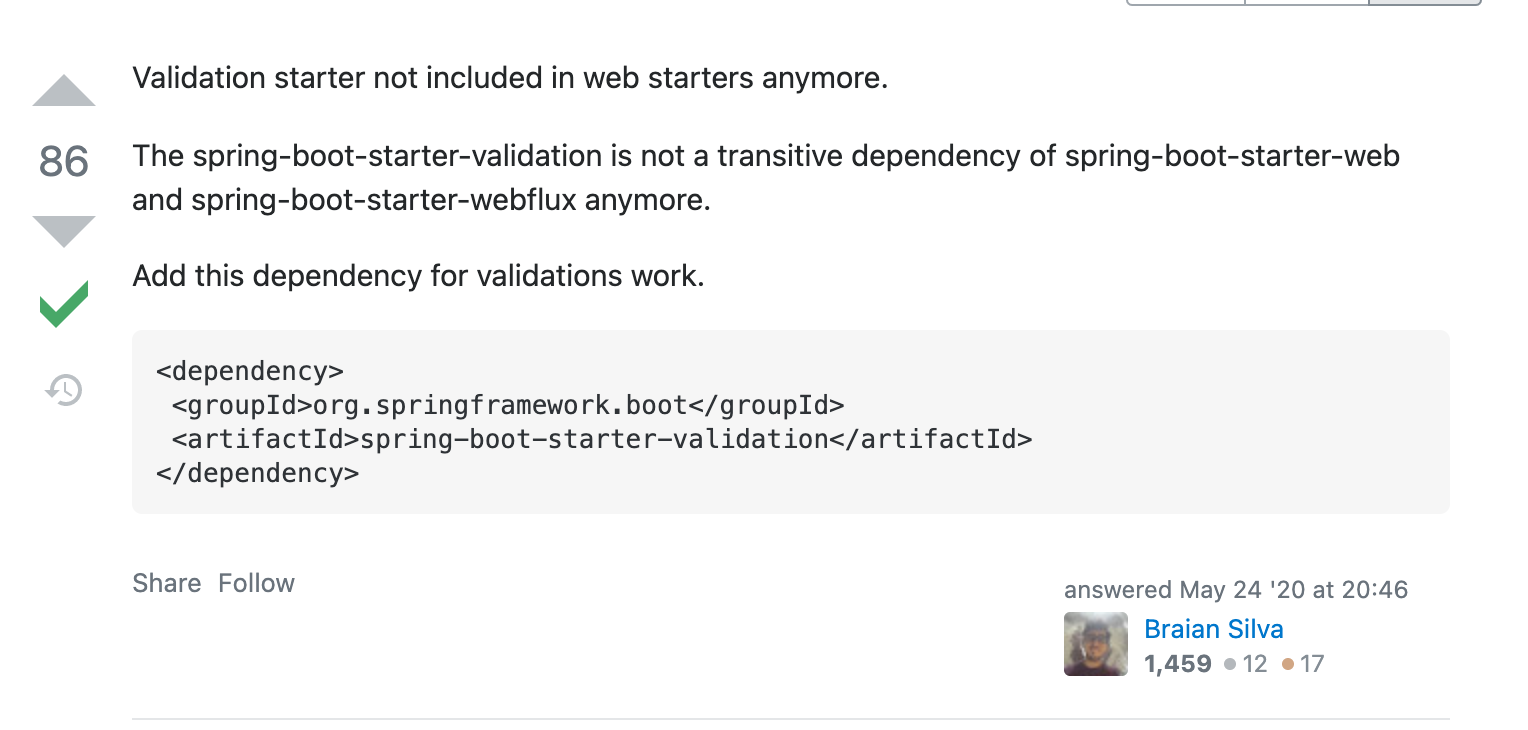 Validation starter not included in web starters anymore.
86
The spring-boot-starter-validation is not a transitive dependency of spring-boot-starter-web
and spring-boot-starter-webflux anymore.
Add this dependency for validations work.
<dependency>
 <groupId>org.springframework.boot</groupId>
 <artifactId>spring-boot-starter-validation</artifactId>
</dependency>
Share Follow
answered May 24 '20 at 20:46
Braian Silva
1,459 12 17